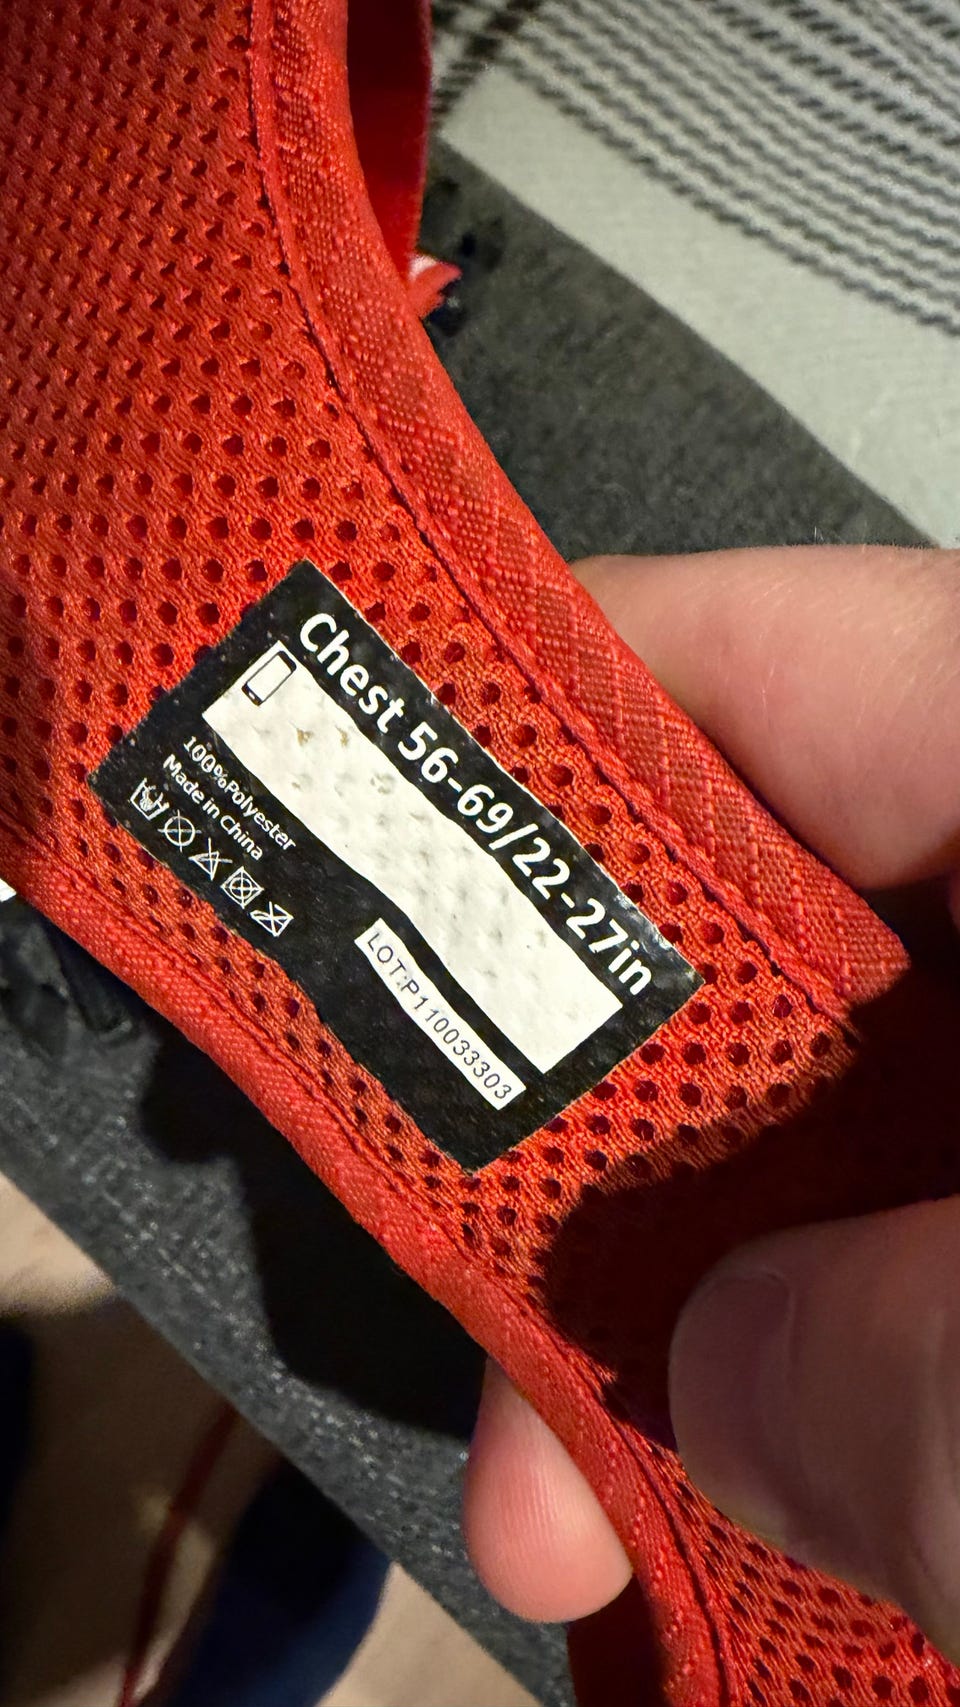 Chest 56-69/22-27in
100%Polyester
Made in China
LOT:P110033303